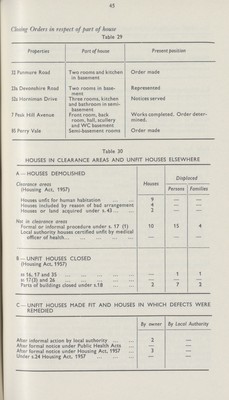 45
Closing Orders in respect of part of house
Table 29
Properties Part of house Present position
32 Panmure Road Two rooms and kitchen in basement Order made
23a Devonshire Road Two rooms in basement Represented
52a Horniman Drive Three rooms, kitchen and bathroom in semi-basement Notices served
7 Peak Hill Avenue Front room, back room, hall, scullery and WC basement Works completed. Order determined.
85 Perry Vale Semi-basement rooms Order made
Table 30
HOUSES IN CLEARANCE AREAS AND UNFIT HOUSES ELSEWHERE
A — HOUSES DEMOLISHED
Houses Displaced
Persons Families
Clearance areas
(Housing Act, 1957)
Houses unfit for human habitation ... 9 — —
Houses included by reason of bad arrangement 4 — —
Houses or land acquired under s.43 ... 3 — —
Not in clearance areas
Formal or informal procedure under s. 17 (1) 10 15 4
Local authority houses certified unfit by medical officer of health... — — —
B — UNFIT HOUSES CLOSED
(Housing Act, 1957)
ss 16, 17 and 35 ... — 1 1
ss 17(3) and 26 ... — — —
Parts of buildings closed under s.18 ... 3 7 3
C — UNFIT HOUSES MADE FIT AND HOUSES IN WHICH DEFECTS WERE REMEDIED
By owner By Local Authority
After informal action by local authority ... 3 —
After formal notice under Public Health Acts ... — —
After formal notice under Housing Act, 1957 ... 3 —
Under s.24 Housing Act, 1957 ... — —